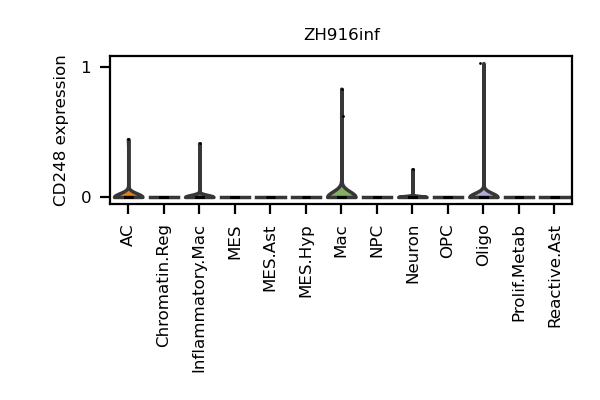 ZH916inf
CD248 expression
1
0
AC
Chromatin.Reg
Inflammatory.Mac
MES
MES.Ast
MES.Hyp
Mac
NPC
Neuron
OPC
Oligo
Prolif.Metab
Reactive.Ast